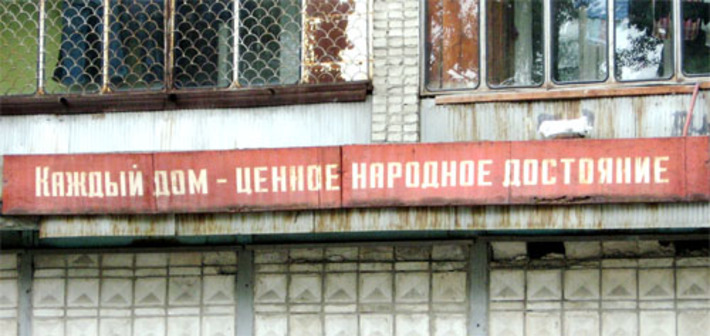 Каждый дом - ценное народное достояние